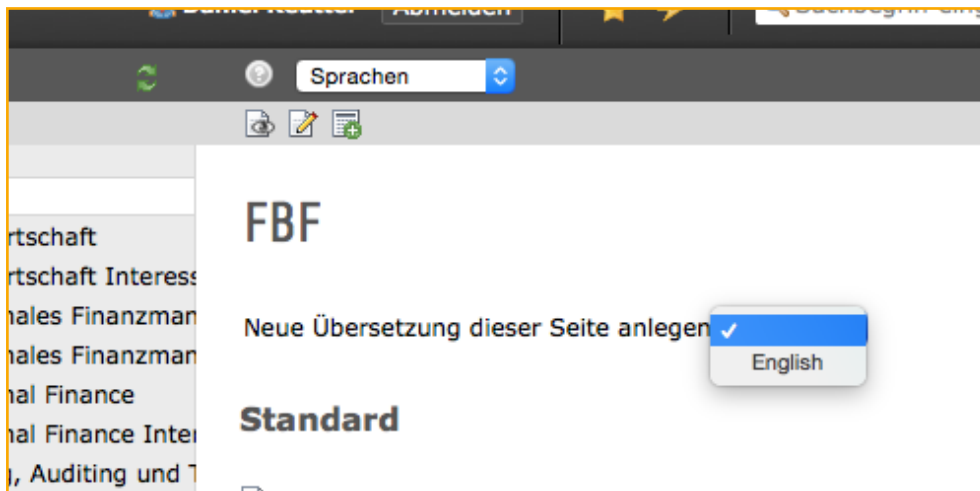 Abmelden
Sprachen
FBF
rtschaft
rtschaft Interess
nales Finanzman
nales Finanzman
nal Finance
nal Finance Inter
, Auditing und T
Neue Übersetzung dieser Seite anlegen
English
Standard